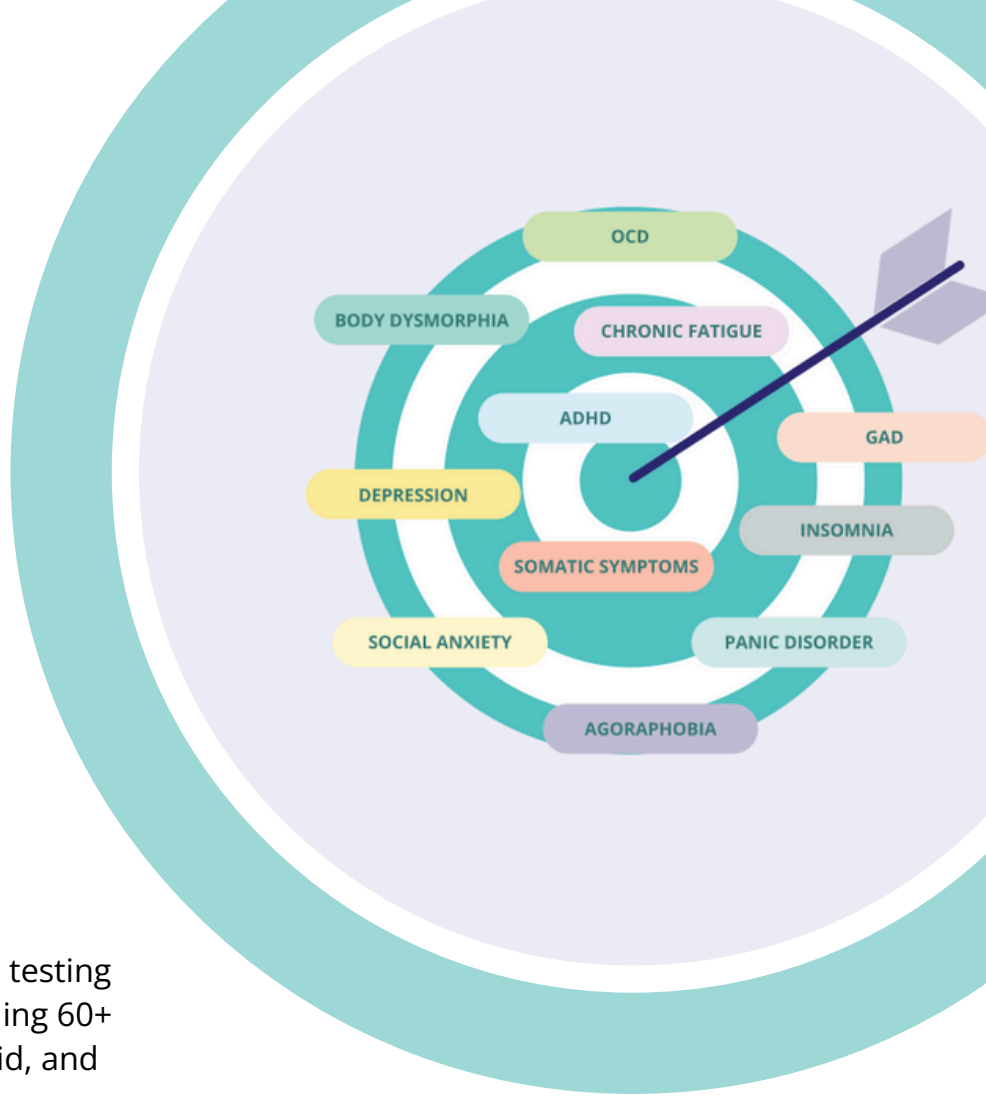 OCD
BODY DYSMORPHIA
CHRONIC FATIGUE
ADHD
GAD
DEPRESSION
INSOMNIA
SOMATIC SYMPTOMS
SOCIAL ANXIETY
PANIC DISORDER
AGORAPHOBIA
testing
ing 60+
id, and